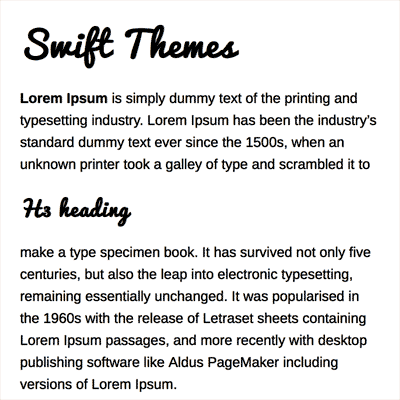 Swift Themes
Lorem Ipsum is simply dummy text of the printing and
typesetting industry. Lorem Ipsum has been the industry's
standard dummy text ever since the 1500s, when an
unknown printer took a galley of type and scrambled it to
H3 heading
make a type specimen book. It has survived not only five
centuries, but also the leap into electronic typesetting,
remaining essentially unchanged. It was popularised in
the 1960s with the release of Letraset sheets containing
Lorem Ipsum passages, and more recently with desktop
publishing software like Aldus PageMaker including
versions of Lorem Ipsum.